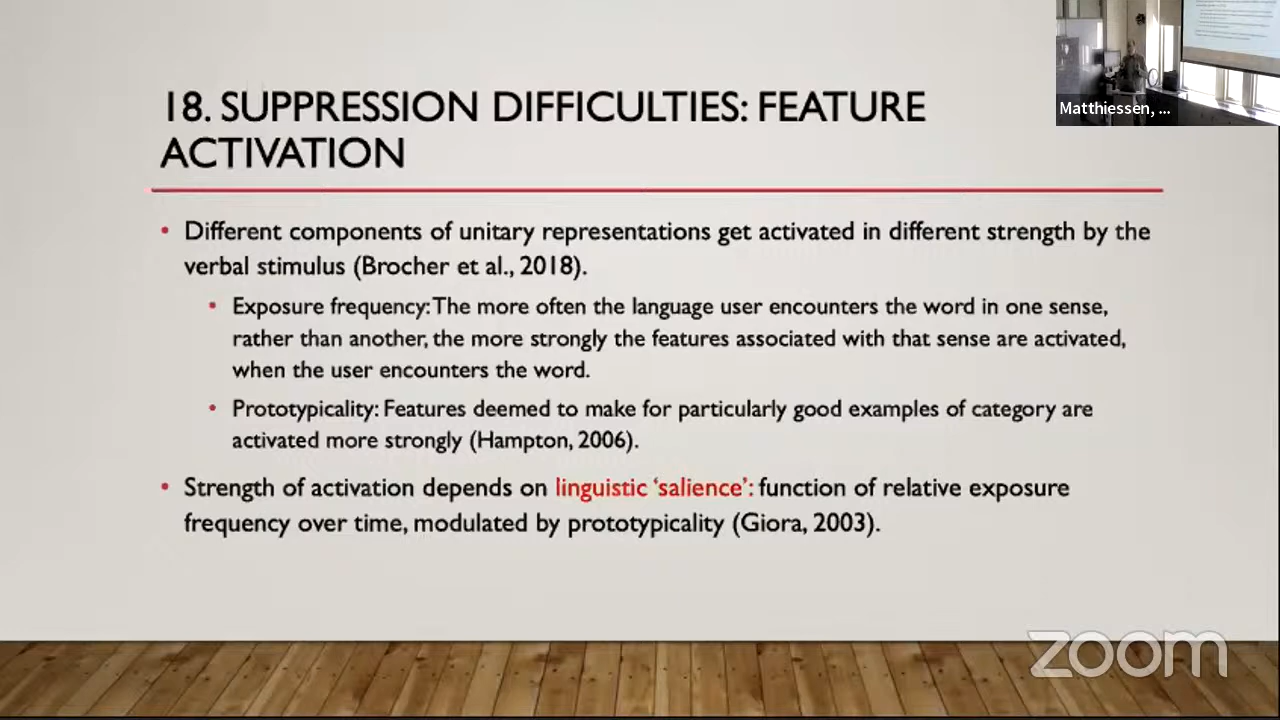 Matthiessen, ...
18. SUPPRESSION DIFFICULTIES: FEATURE
ACTIVATION
• Different components of unitary representations get activated in different strength by the
verbal stimulus (Brocher et al., 2018).
• Exposure frequency: The more often the language user encounters the word in one sense,
rather than another, the more strongly the features associated with that sense are activated,
when the user encounters the word.
• Prototypicality: Features deemed to make for particularly good examples of category are
activated more strongly (Hampton, 2006).
• Strength of activation depends on linguistic ‘salience’: function of relative exposure
frequency over time, modulated by prototypicality (Giora, 2003).
zoom